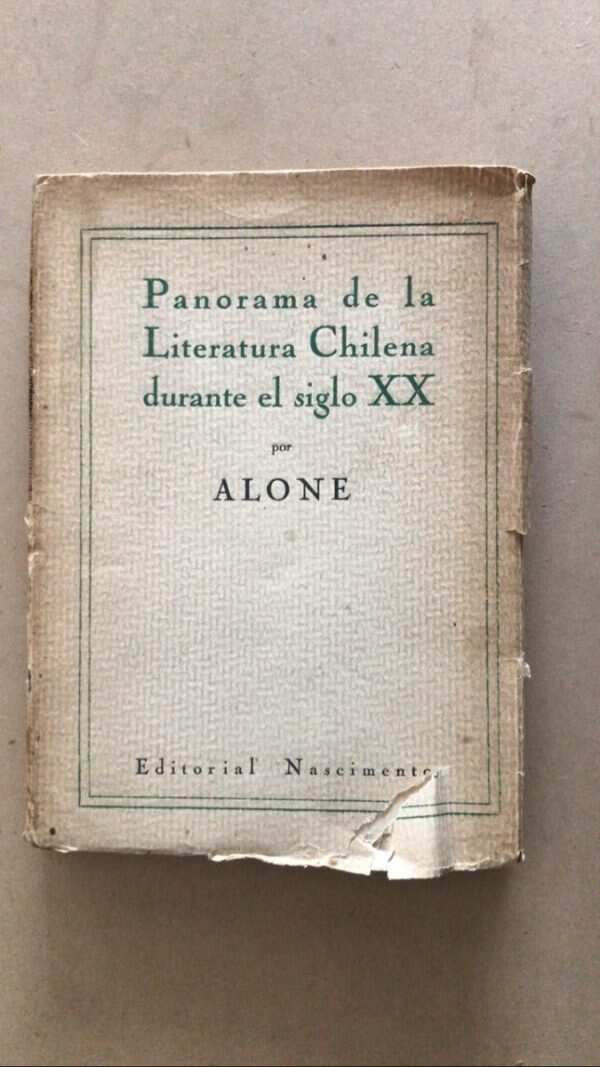 Panorama de la
Literatura Chilena
durante el siglo XX
por
ALONE
Editorial Nascimento